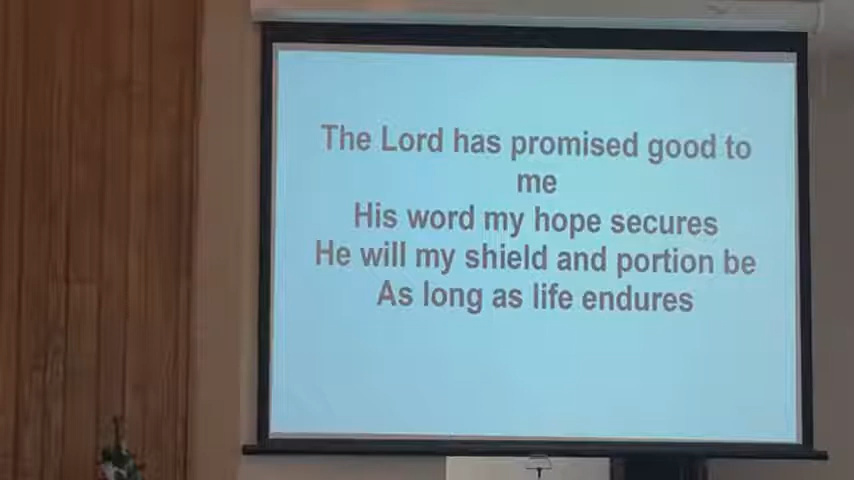 The Lord has promised good to
me
His word my hope secures
He will my shield and portion be
As long as life endures